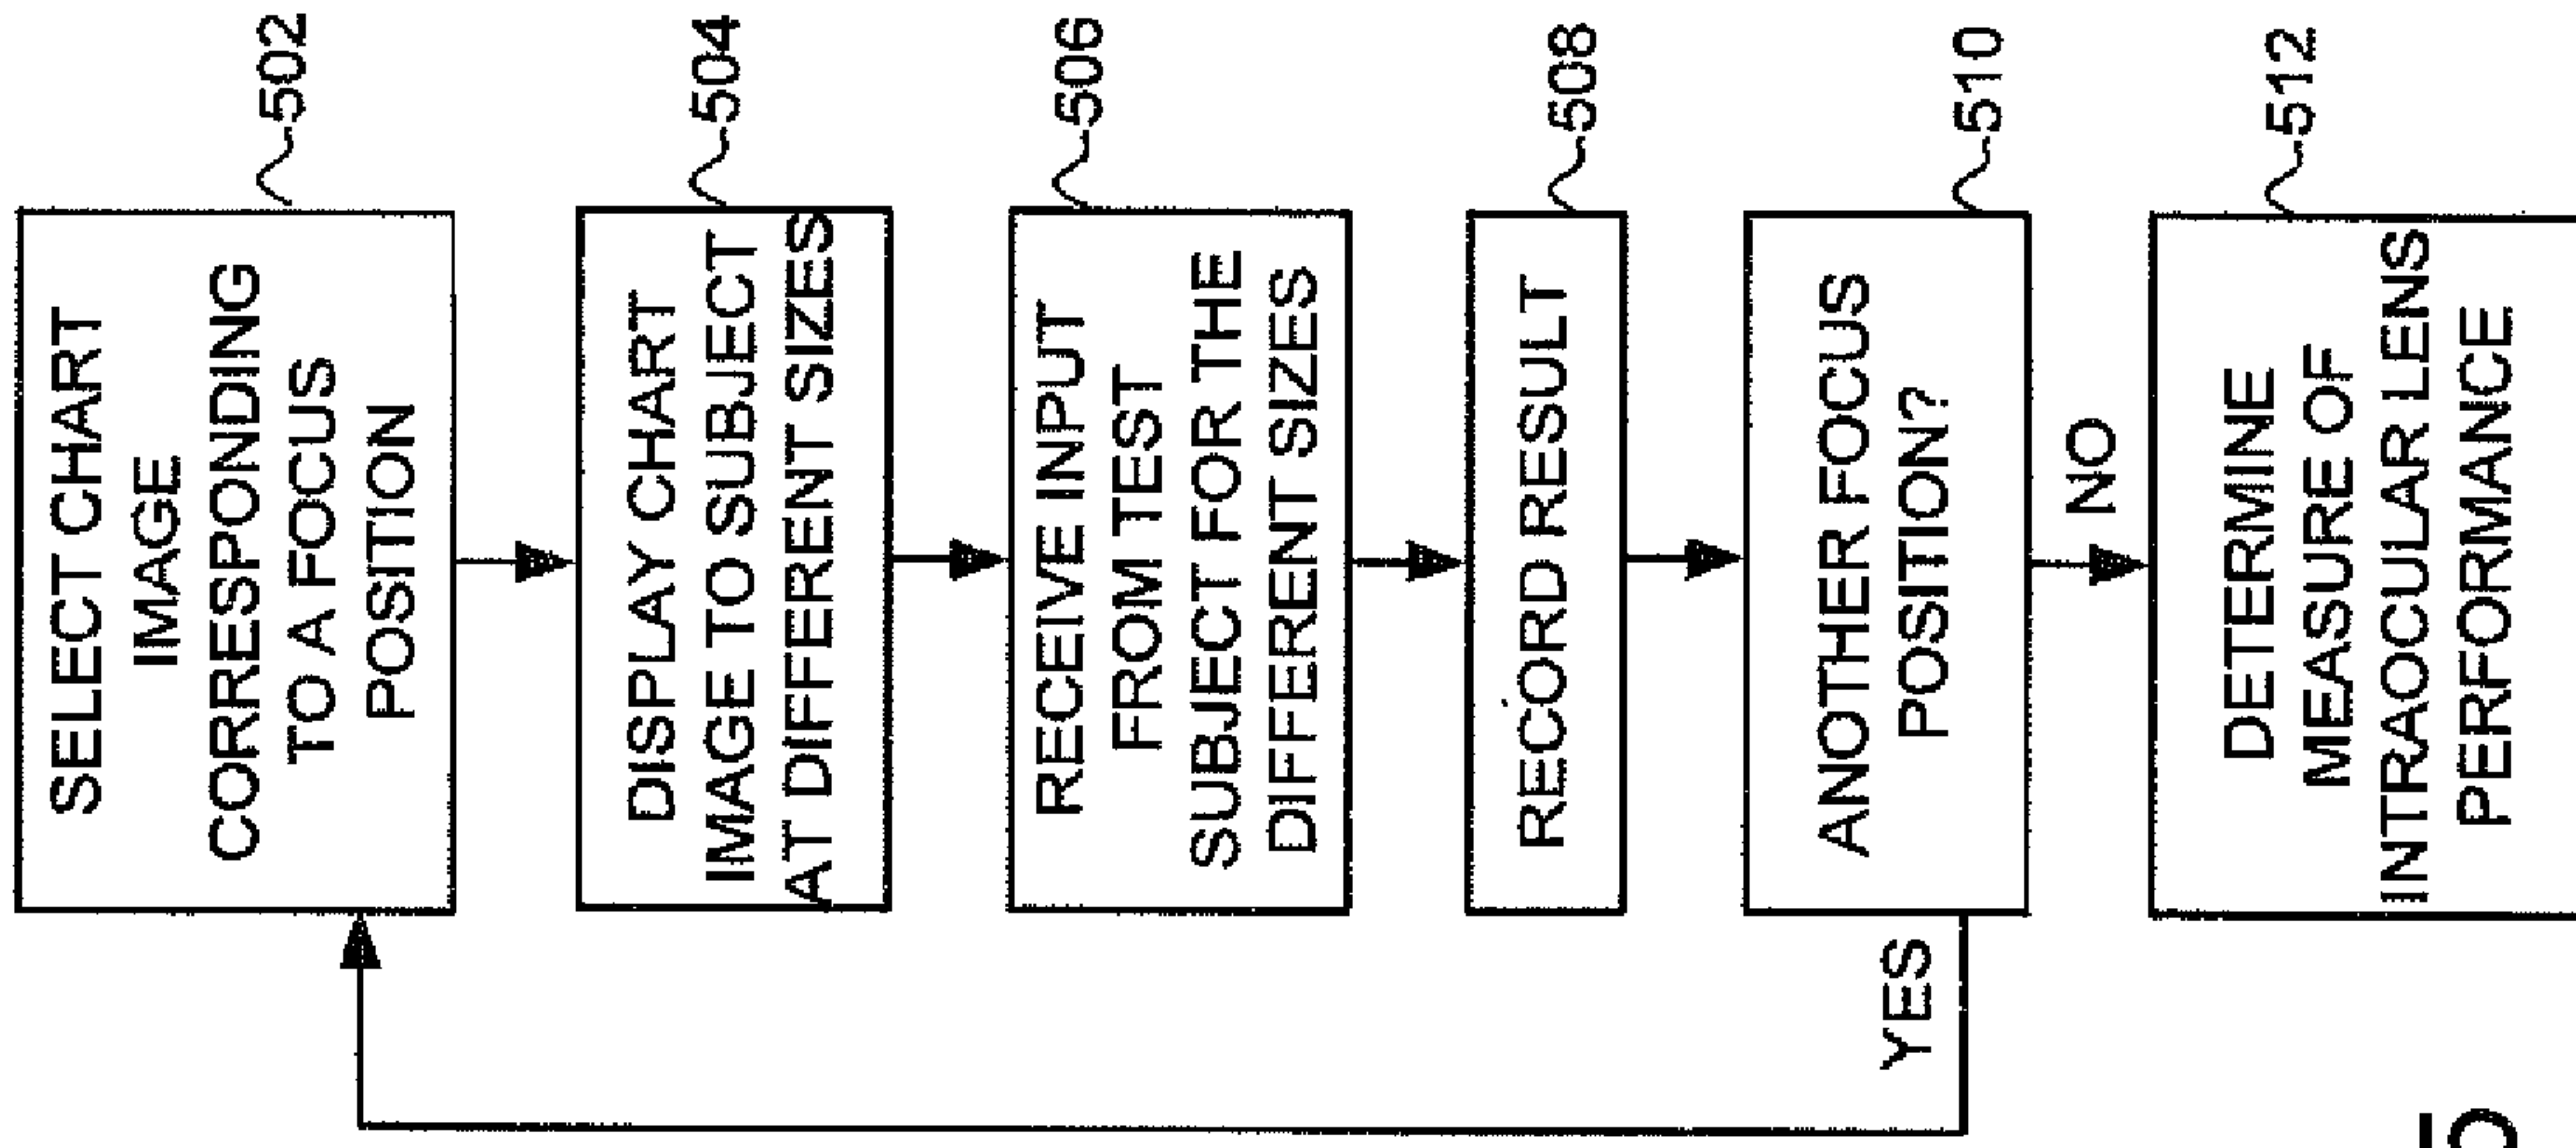 SELECT CHART
IMAGE
CORRESPONDING
TO A FOCUS
POSITION
502
DISPLAY CHART
IMAGE TO SUBJECT
AT DIFFERENT SIZES
504
RECEIVE INPUT
FROM TEST
SUBJECT FOR THE
DIFFERENT SIZES
506
RECORD RESULT
508
ANOTHER FOCUS
POSITION?
510
YES
NO
DETERMINE
MEASURE OF
INTRAOCULAR LENS
PERFORMANCE
512